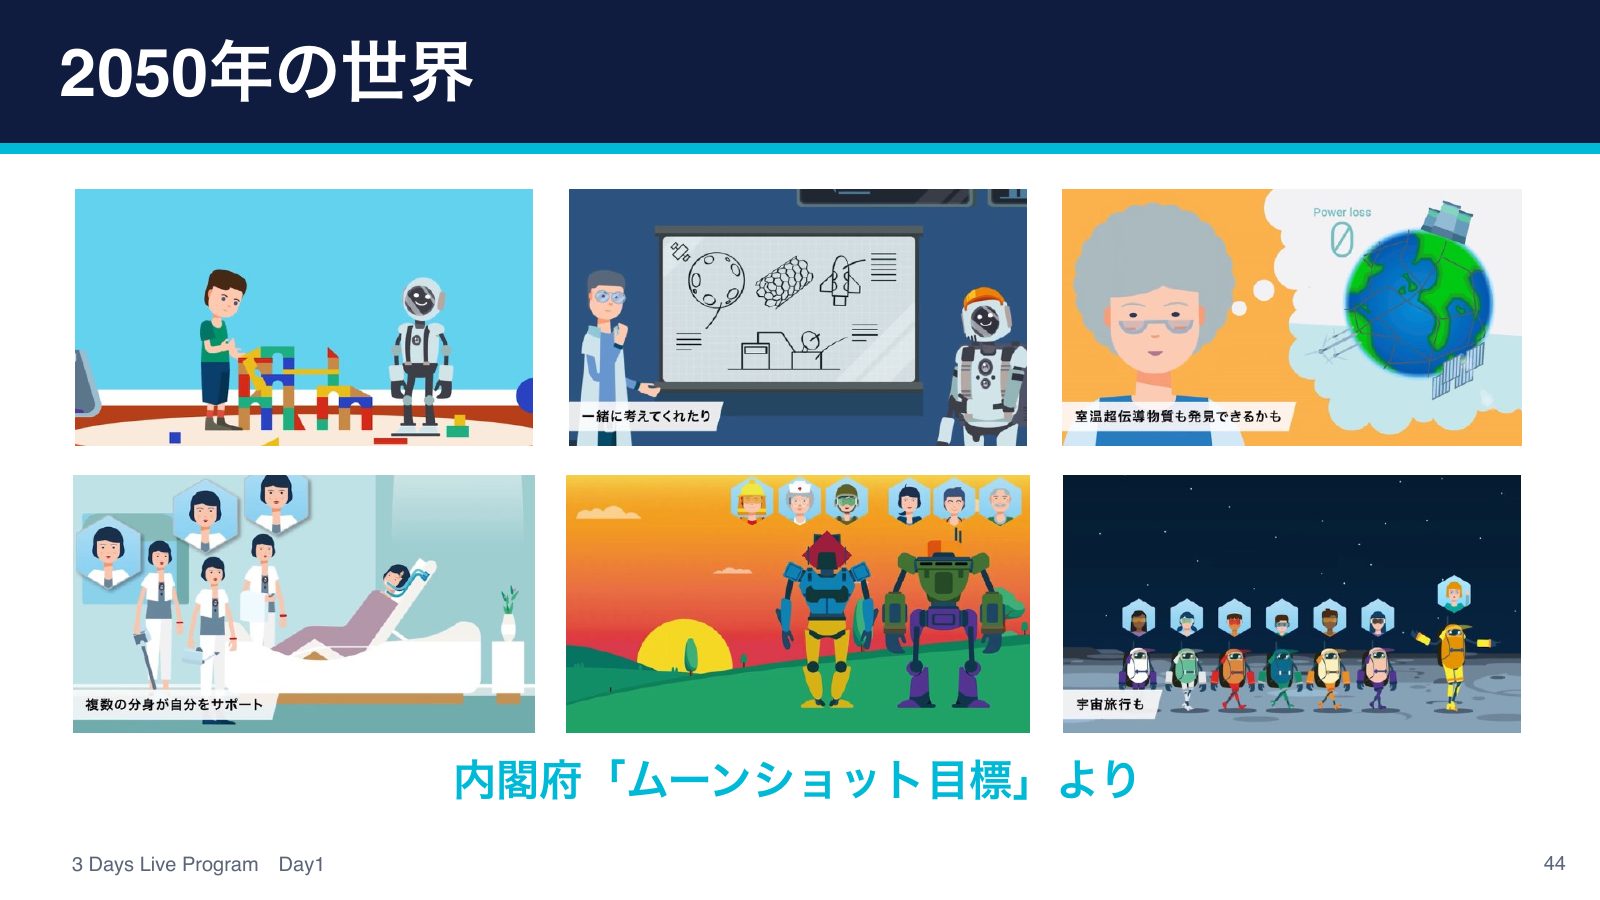 2050年の世界
一緒に考えてくれたり
Power loss
0
室温超伝導物質も発見できるかも
複数の分身が自分をサポート
宇宙旅行も
内閣府「ムーンショット目標」より
3 Days Live Program　Day1
44